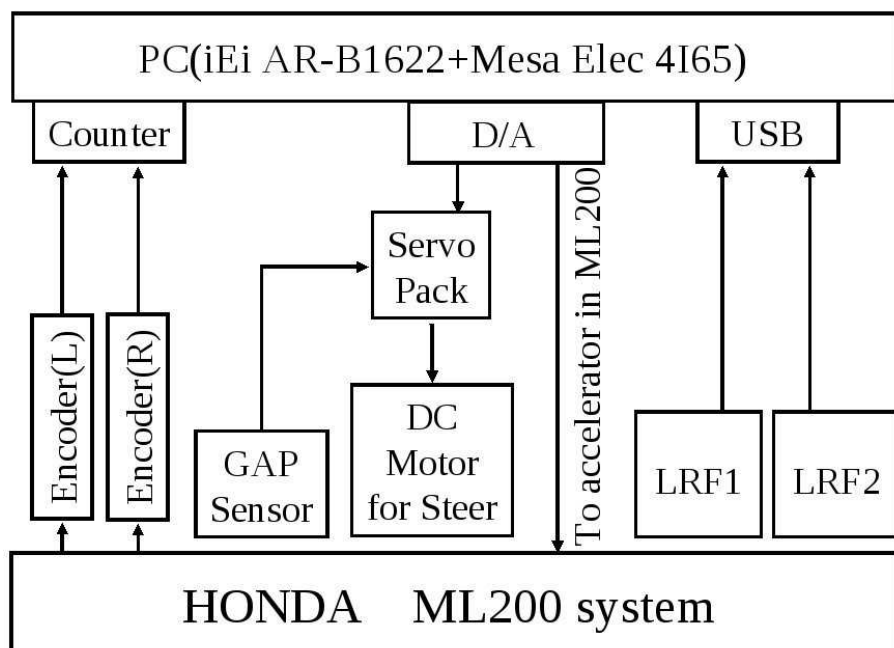 PC(iEi AR-B1622+Mesa Elec 4I65)
Counter
D/A
USB
Servo
Pack
To accelerator in ML200
Encoder(L)
Encoder(R)
GAP
Sensor
DC
Motor
for Steer
LRF1
LRF2
HONDA ML200 system